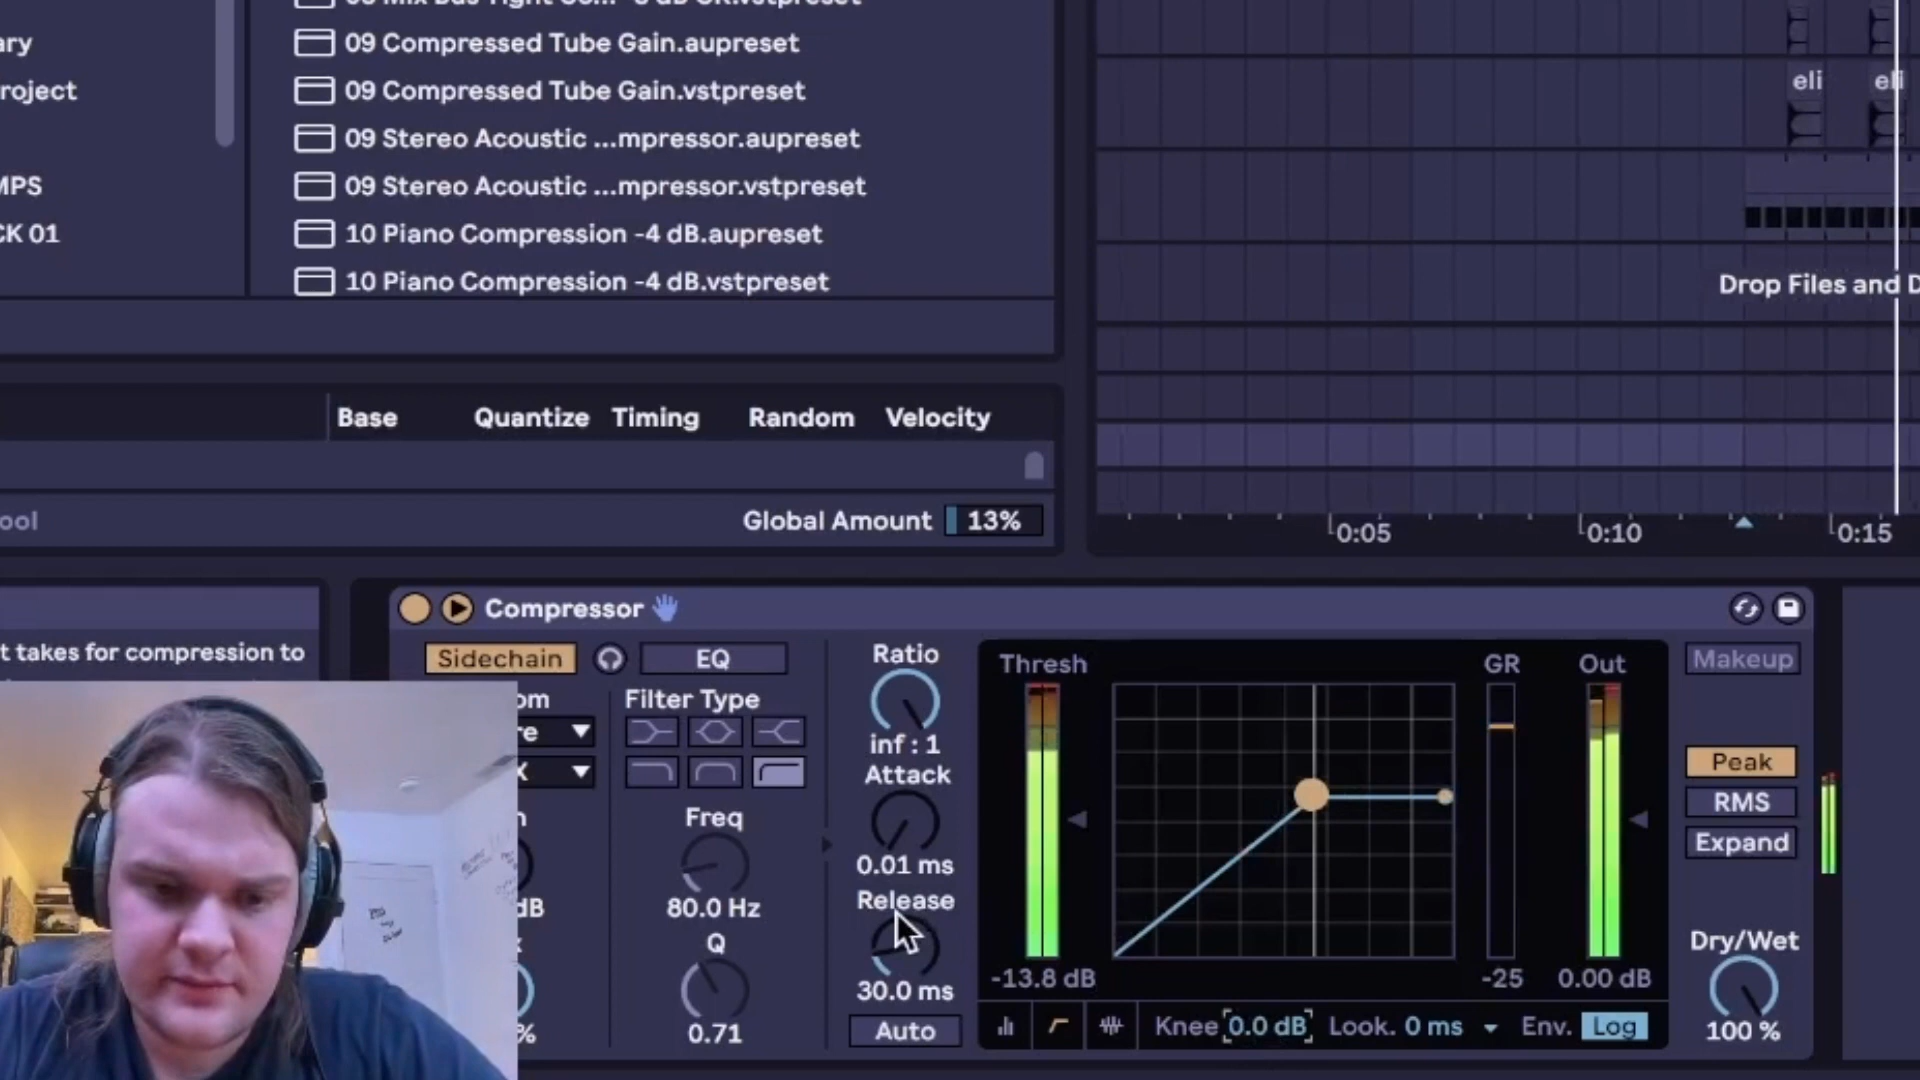 ary
09 Compressed Tube Gain.aupreset
roject
09 Compressed Tube Gain.vstpreset
09 Stereo Acoustic ...mpressor.aupreset
MPS
09 Stereo Acoustic ...mpressor.vstpreset
CK 01
10 Piano Compression -4 dB.aupreset
10 Piano Compression -4 dB.vstpreset
eli eli
Drop Files and D
Base Quantize Timing Random Velocity
ool
Global Amount 13%
0:05 0:10 0:15
Compressor
t takes for compression to
Sidechain EQ
om Filter Type
re
X
Freq
dB 80.0 Hz
Q
% 0.71
Ratio
inf : 1
Attack
0.01 ms
Release
30.0 ms
Auto
Thresh GR Out
-13.8 dB -25 0.00 dB
Knee 0.0 dB Look. 0 ms Env. Log
Makeup
Peak
RMS
Expand
Dry/Wet
100 %